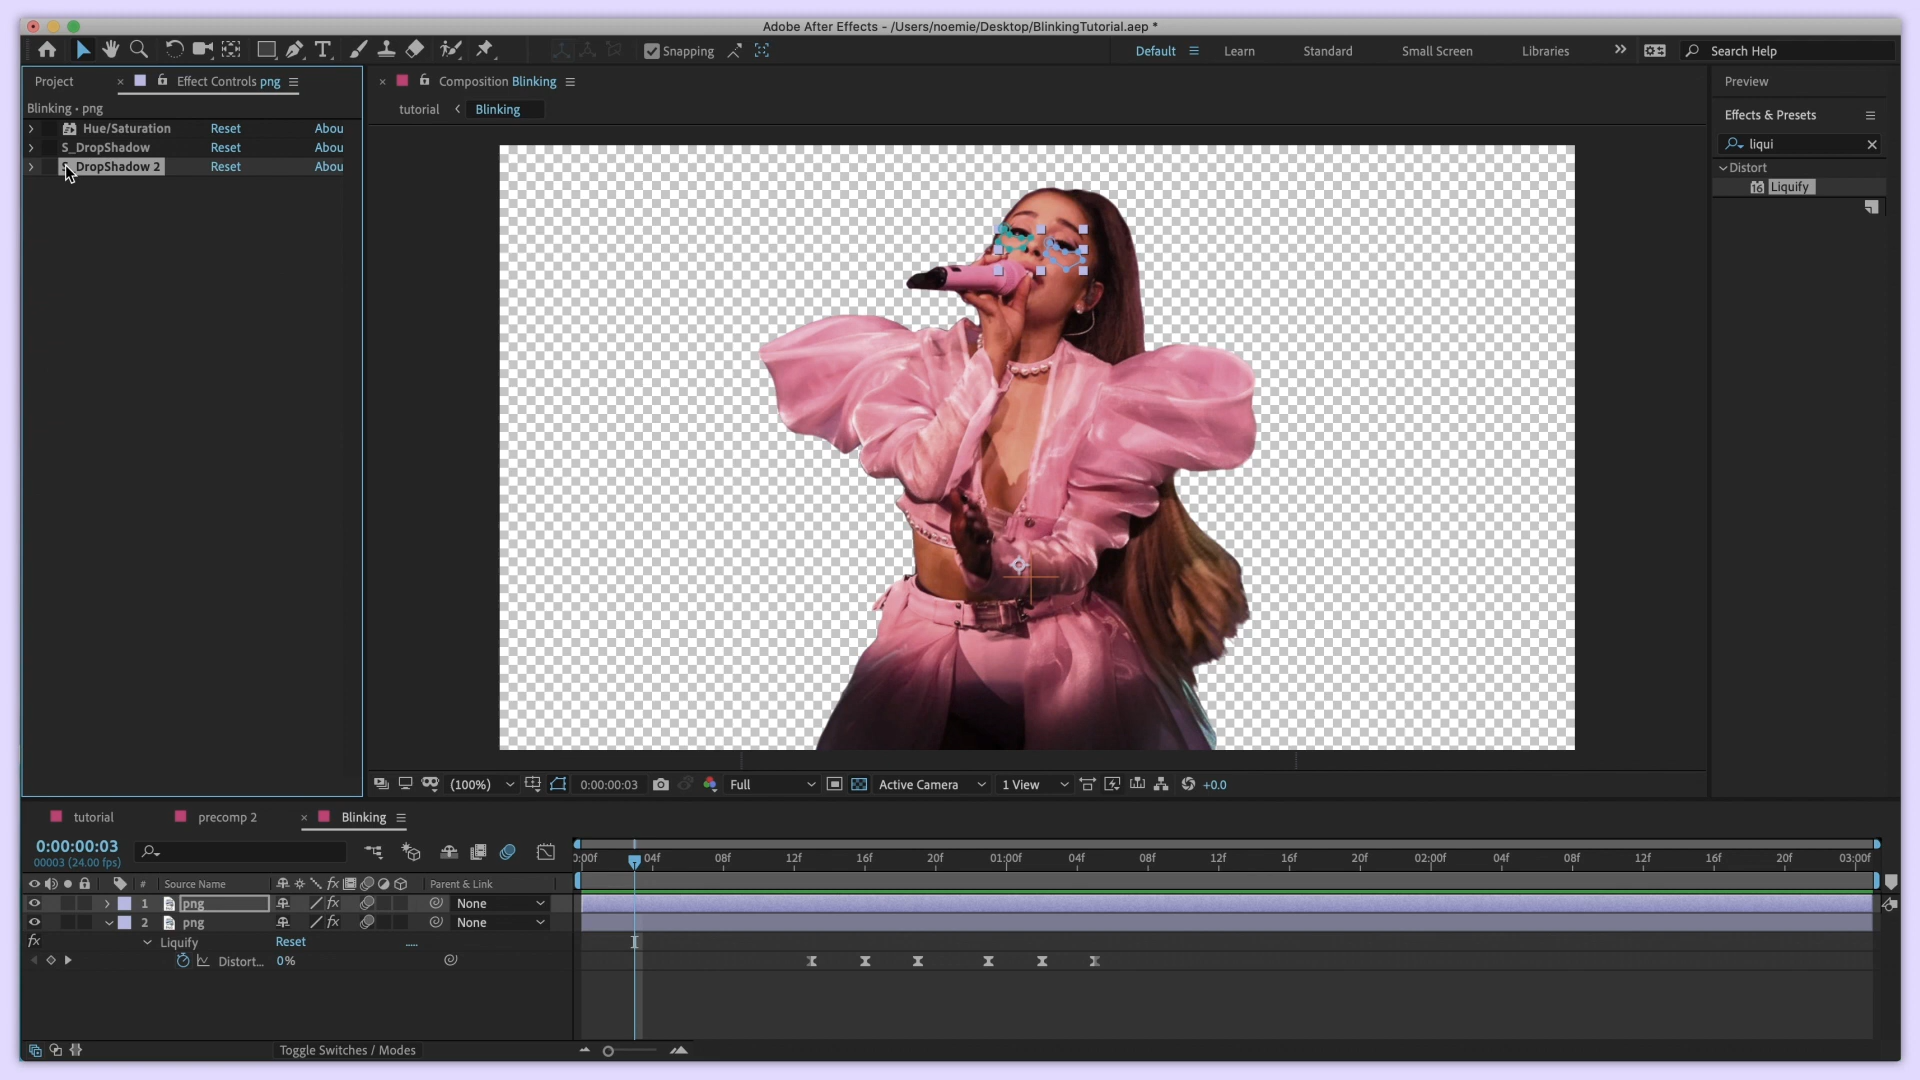 Adobe After Effects - /Users/noemie/Desktop/BlinkingTutorial.aep *
Snapping
Default
Learn
Standard
Small Screen
Libraries
Search Help
Project
Effect Controls png
Composition Blinking
Preview
Blinking • png
tutorial
Blinking
Effects & Presets
Hue/Saturation Reset Abou
S_DropShadow Reset Abou
S_DropShadow 2 Reset Abou
liqui
Distort
Liquify
(100%)
0:00:00:03
Full
Active Camera
1 View
+0.0
tutorial
precomp 2
Blinking
0:00:00:03
00003 (24.00 fps)
0:00f 04f 08f 12f 16f 20f 01:00f 04f 08f 12f 16f 20f 02:00f 04f 08f 12f 16f 20f 03:00f
# Source Name fx Parent & Link
1 png fx None
2 png fx None
fx Liquify Reset .....
Distort... 0%
Toggle Switches / Modes